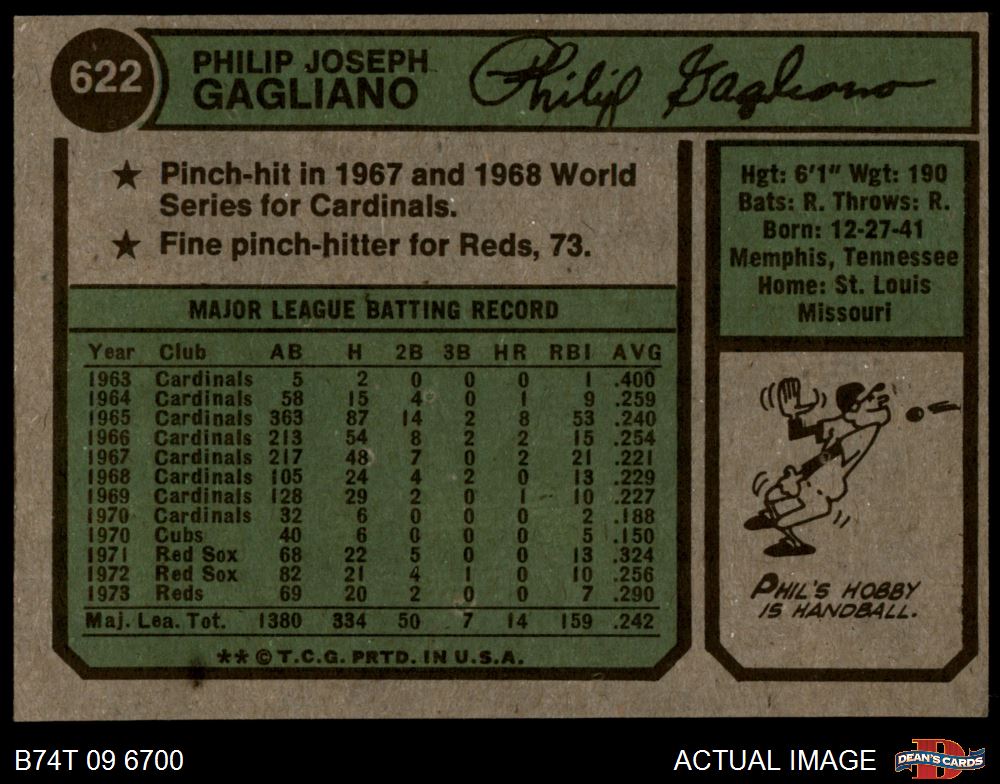 622
PHILIP JOSEPH
GAGLIANO
Philip Gagliano
★ Pinch-hit in 1967 and 1968 World
Series for Cardinals.
★ Fine pinch-hitter for Reds, 73.
MAJOR LEAGUE BATTING RECORD
Year Club AB H 2B 3B HR RBI AVG
1963 Cardinals 5 2 0 0 0 1 .400
1964 Cardinals 58 15 4 0 1 9 .259
1965 Cardinals 363 87 14 2 8 53 .240
1966 Cardinals 213 54 8 2 2 15 .254
1967 Cardinals 217 48 7 0 2 21 .221
1968 Cardinals 105 24 4 2 0 13 .229
1969 Cardinals 128 29 2 0 1 10 .227
1970 Cardinals 32 6 0 0 0 2 .188
1970 Cubs 40 6 0 0 0 5 .150
1971 Red Sox 68 22 5 0 0 13 .324
1972 Red Sox 82 21 4 1 0 10 .256
1973 Reds 69 20 2 0 0 7 .290
Maj. Lea. Tot. 1380 334 50 7 14 159 .242
** © T.C.G. PRTD. IN U.S.A.
Hgt: 6'1" Wgt: 190
Bats: R. Throws: R.
Born: 12-27-41
Memphis, Tennessee
Home: St. Louis
Missouri
PHIL'S HOBBY
IS HANDBALL.
B74T 09 6700
ACTUAL IMAGE
D
DEAN'S CARDS